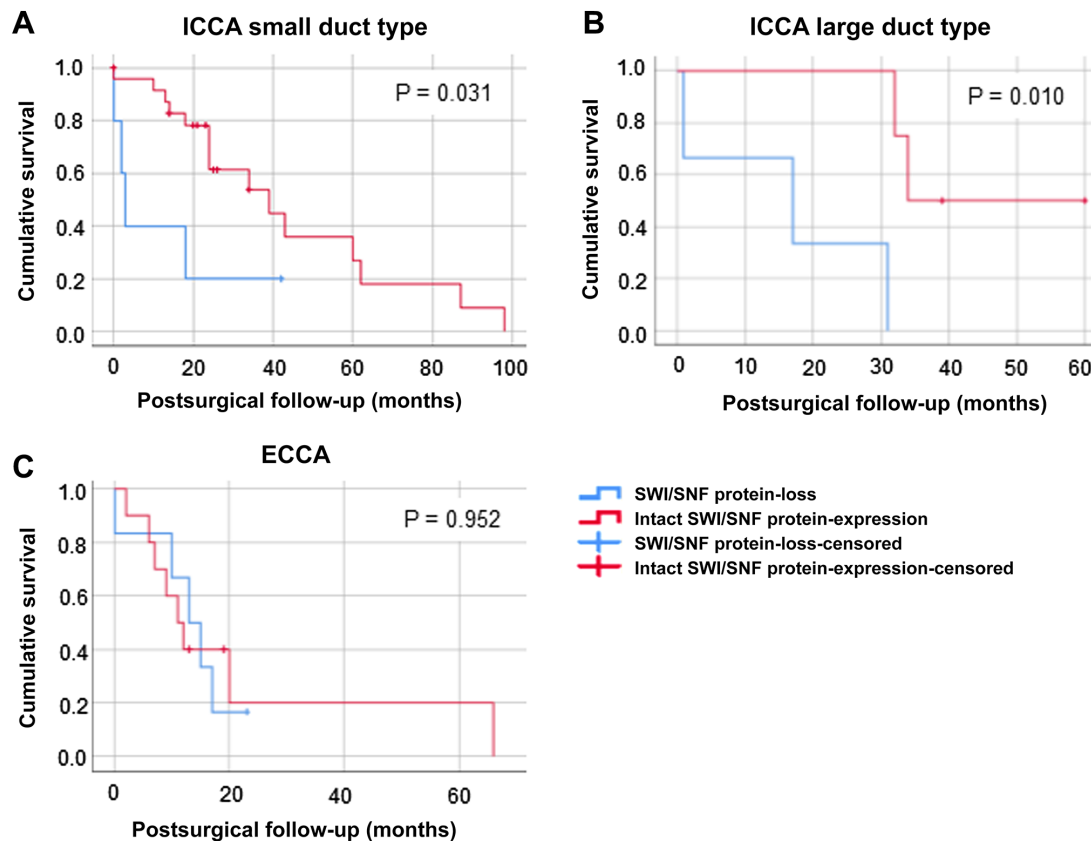 A
ICCA small duct type
P = 0.031
1.0
0.8
0.6
0.4
0.2
0.0
Cumulative survival
0 20 40 60 80 100
Postsurgical follow-up (months)
B
ICCA large duct type
P = 0.010
1.0
0.8
0.6
0.4
0.2
0.0
Cumulative survival
0 10 20 30 40 50 60
Postsurgical follow-up (months)
C
ECCA
P = 0.952
1.0
0.8
0.6
0.4
0.2
0.0
Cumulative survival
0 20 40 60
Postsurgical follow-up (months)
SWI/SNF protein-loss
Intact SWI/SNF protein-expression
SWI/SNF protein-loss-censored
Intact SWI/SNF protein-expression-censored